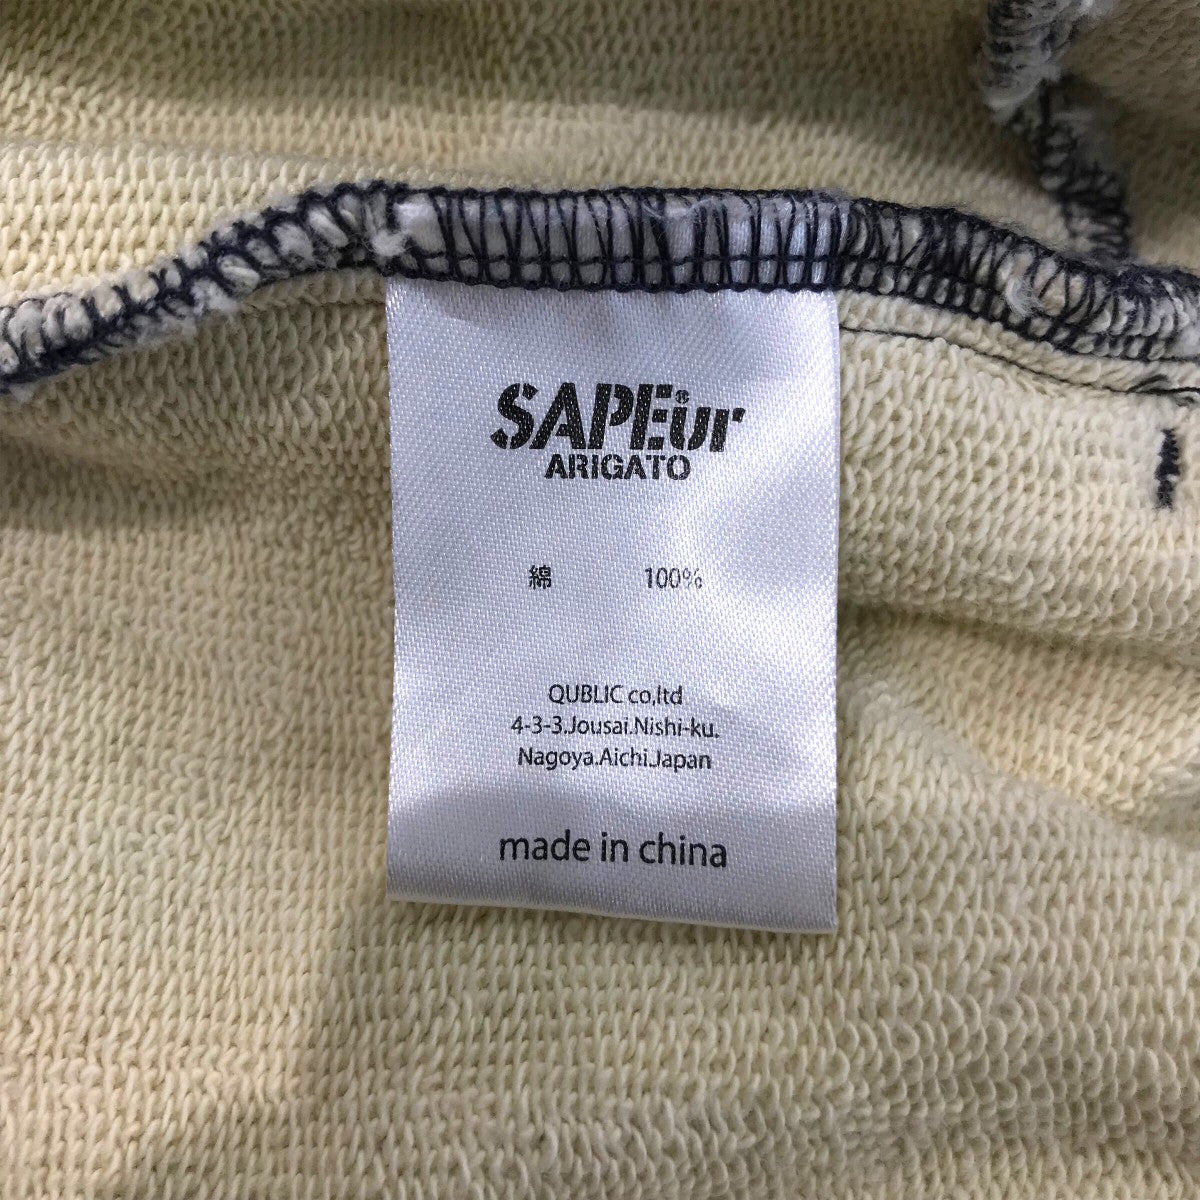 SAPEur®
ARIGATO
綿 100%
QUBLIC co,ltd
4-3-3.Jousai.Nishi-ku.
Nagoya.Aichi.Japan
made in china